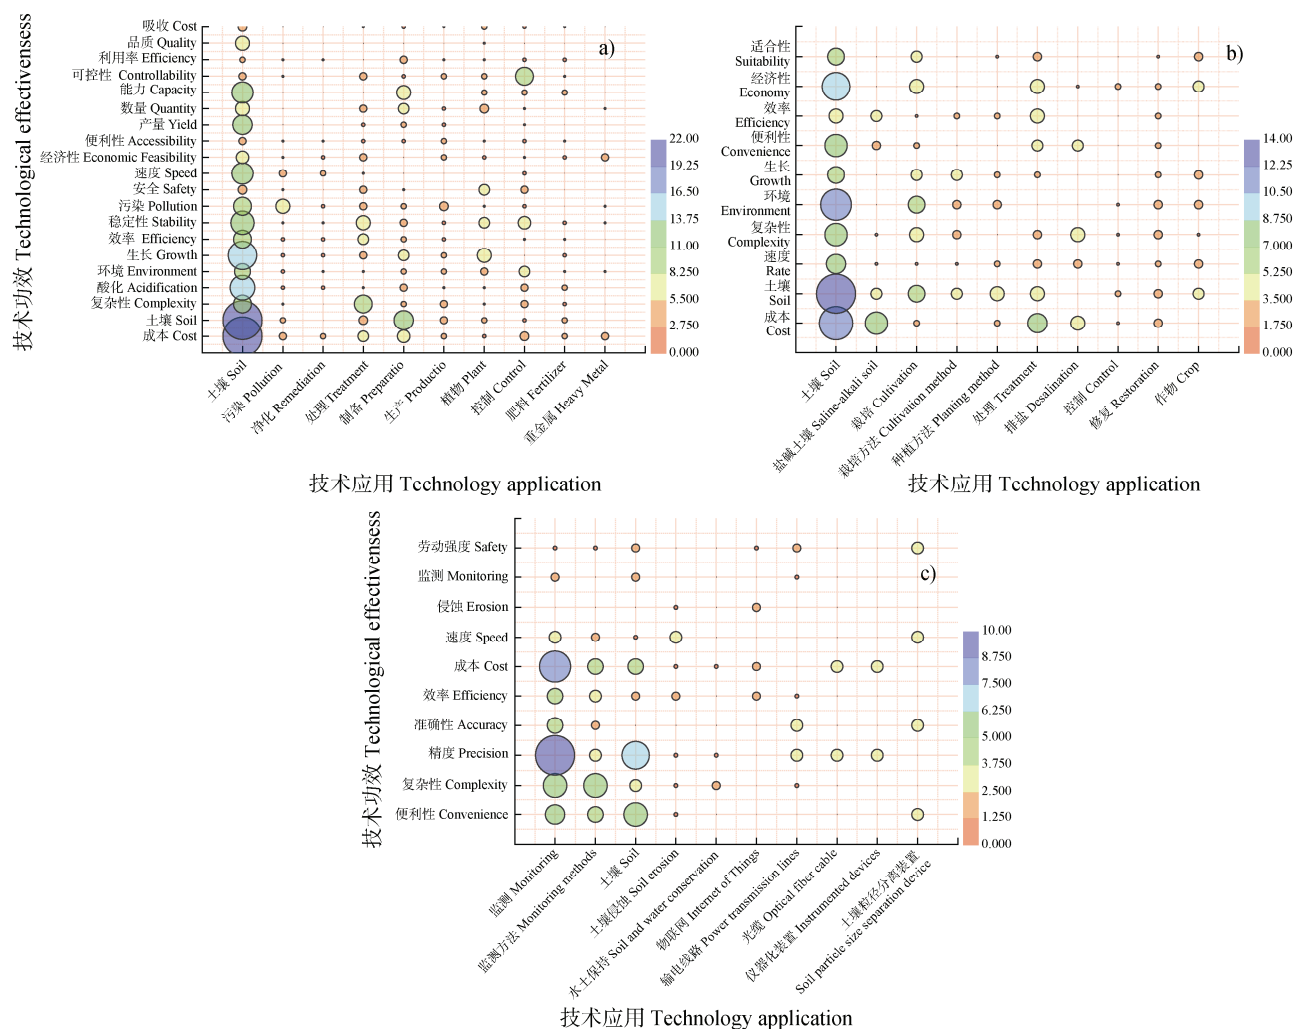 技术功效 Technological effectiveness
a)
吸收 Cost
品质 Quality
利用率 Efficiency
可控性 Controllability
能力 Capacity
数量 Quantity
产量 Yield
便利性 Accessibility
经济性 Economic Feasibility
速度 Speed
安全 Safety
污染 Pollution
稳定性 Stability
效率 Efficiency
生长 Growth
环境 Environment
酸化 Acidification
复杂性 Complexity
土壤 Soil
成本 Cost
22.00
19.25
16.50
13.75
11.00
8.250
5.500
2.750
0.000
土壤 Soil
污染 Pollution
净化 Remediation
处理 Treatment
制备 Preparatio
生产 Productio
植物 Plant
控制 Control
肥料 Fertilizer
重金属 Heavy Metal
技术应用 Tcchnology application
b)
适合性
Suitability
经济性
Economy
效率
Efficiency
便利性
Convenience
生长
Growth
环境
Environment
复杂性
Complexity
速度
Rate
土壤
Soil
成本
Cost
14.00
12.25
10.50
8.750
7.000
5.250
3.500
1.750
0.000
土壤 Soil
盐碱土壤 Saline-alkali soil
栽培 Cultivation
栽培方法 Cultivation method
种植方法 Planting method
处理 Treatment
排盐 Desalination
控制 Control
修复 Restoration
作物 Crop
技术应用 Tcchnology application
技术功效 Technological effectiveness
c)
劳动强度 Safety
监测 Monitoring
侵蚀 Erosion
速度 Speed
成本 Cost
效率 Efficiency
准确性 Accuracy
精度 Precision
复杂性 Complexity
便利性 Convenience
10.00
8.750
7.500
6.250
5.000
3.750
2.500
1.250
0.000
监测 Monitoring
监测方法 Monitoring methods
土壤 Soil
土壤侵蚀 Soil erosion
水土保持 Soil and water conservation
物联网 Internet of Things
输电线路 Power transmission lines
光缆 Optical fiber cable
仪器化装置 Instrumented devices
土壤粒径分离装置
Soil particle size separation device
技术应用 Technology application